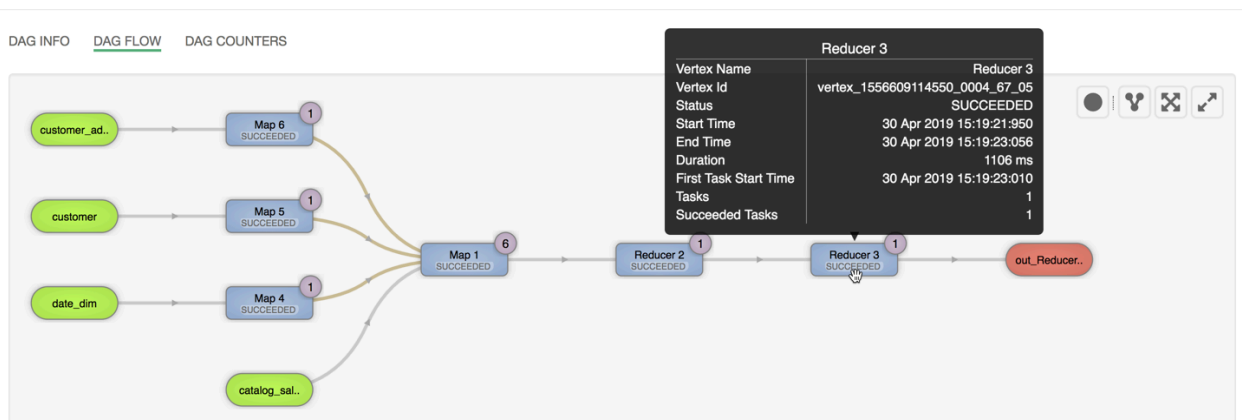 DAG INFO DAG FLOW DAG COUNTERS
Reducer 3
Vertex Name Reducer 3
Vertex Id vertex_1556609114550_0004_67_05
Status SUCCEEDED
Start Time 30 Apr 2019 15:19:21:950
End Time 30 Apr 2019 15:19:23:056
Duration 1106 ms
First Task Start Time 30 Apr 2019 15:19:23:010
Tasks 1
Succeeded Tasks 1
customer_ad..
Map 6
SUCCEEDED
1
customer
Map 5
SUCCEEDED
1
date_dim
Map 4
SUCCEEDED
1
catalog_sal..
Map 1
SUCCEEDED
6
Reducer 2
SUCCEEDED
1
Reducer 3
SUCCEEDED
1
out_Reducer..